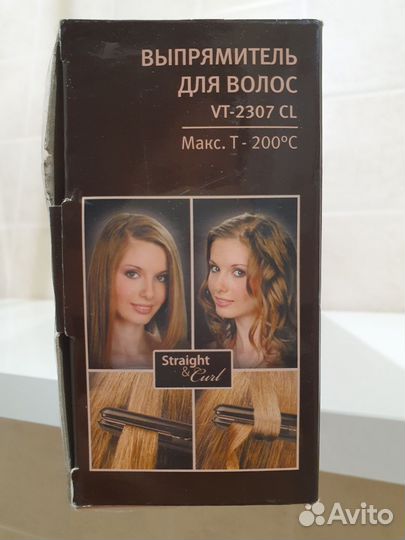 ВЫПРЯМИТЕЛЬ
ДЛЯ ВОЛОС
VT-2307 CL
Макс. Т - 200°С
Straight
& Curl
Avito